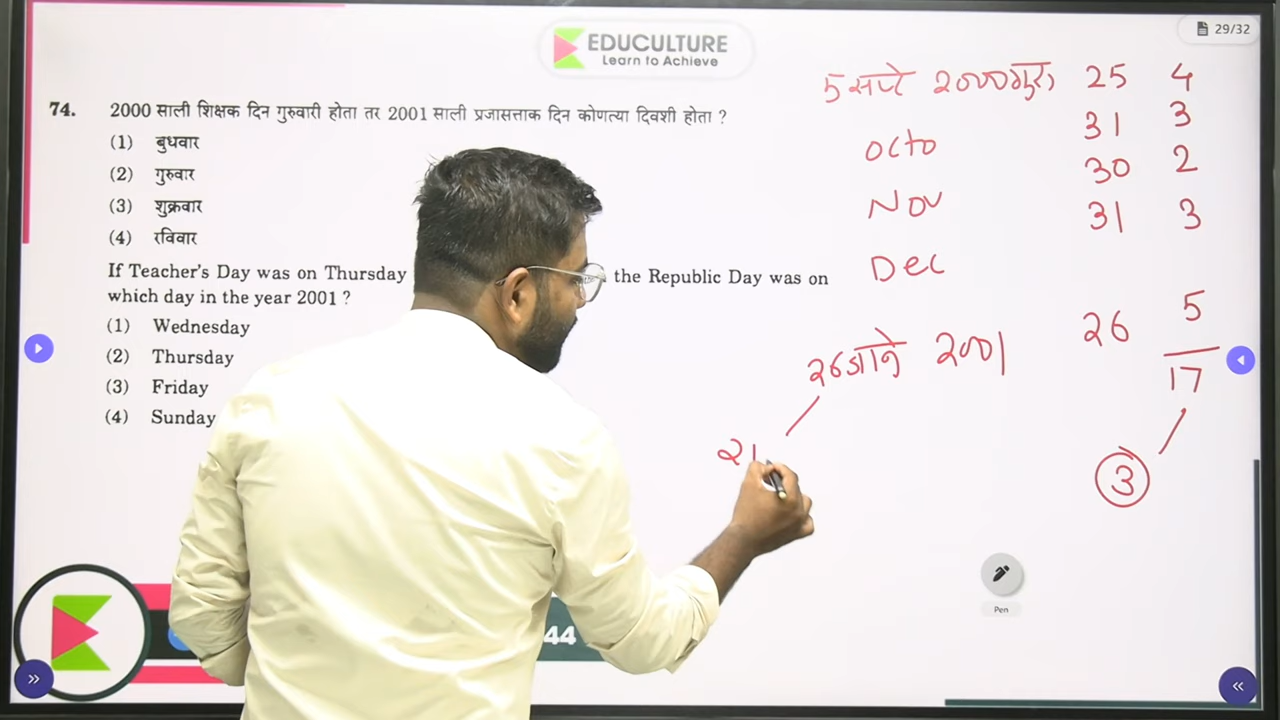 EDUCULTURE
Learn to Achieve
29/32
74. 2000 साली शिक्षक दिन गुरुवारी होता तर 2001 साली प्रजासत्ताक दिन कोणत्या दिवशी होता ?
(1) बुधवार
(2) गुरुवार
(3) शुक्रवार
(4) रविवार
If Teacher's Day was on Thursday the Republic Day was on
which day in the year 2001 ?
(1) Wednesday
(2) Thursday
(3) Friday
(4) Sunday
5 सप्टे २००० गुरु 25 4
octo 31 3
Nov 30 2
Dec 31 3
२६ जाने २००१ 26 5
17
3
Pen
44